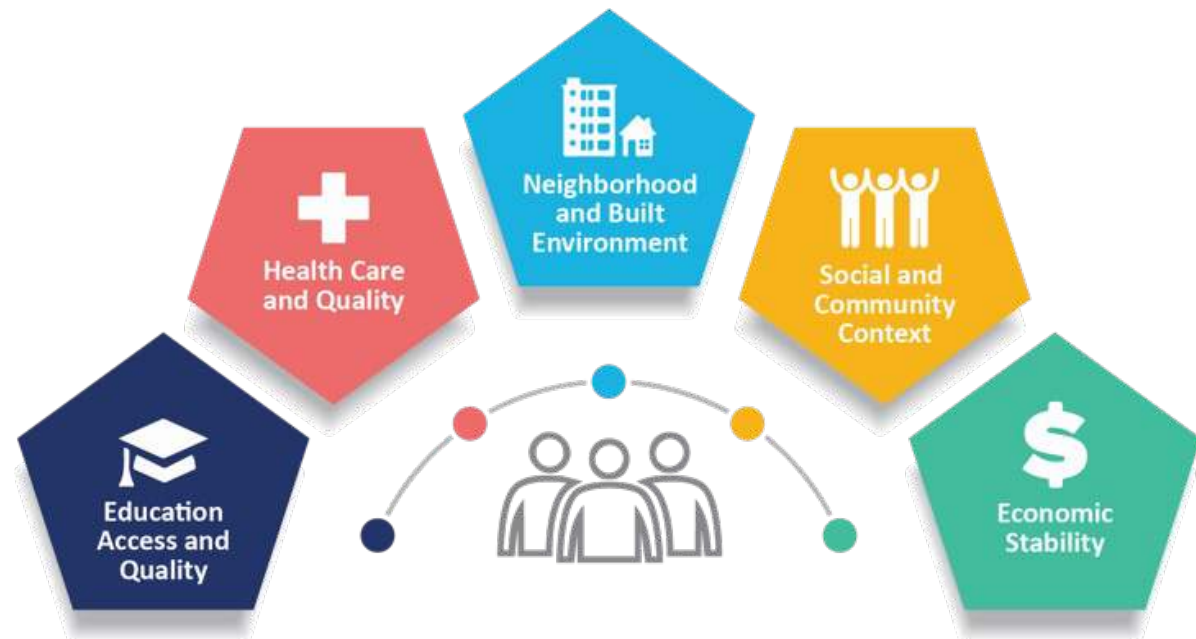 Education
Access and
Quality
Health Care
and Quality
Neighborhood
and Built
Environment
Social and
Community
Context
$
Economic
Stability